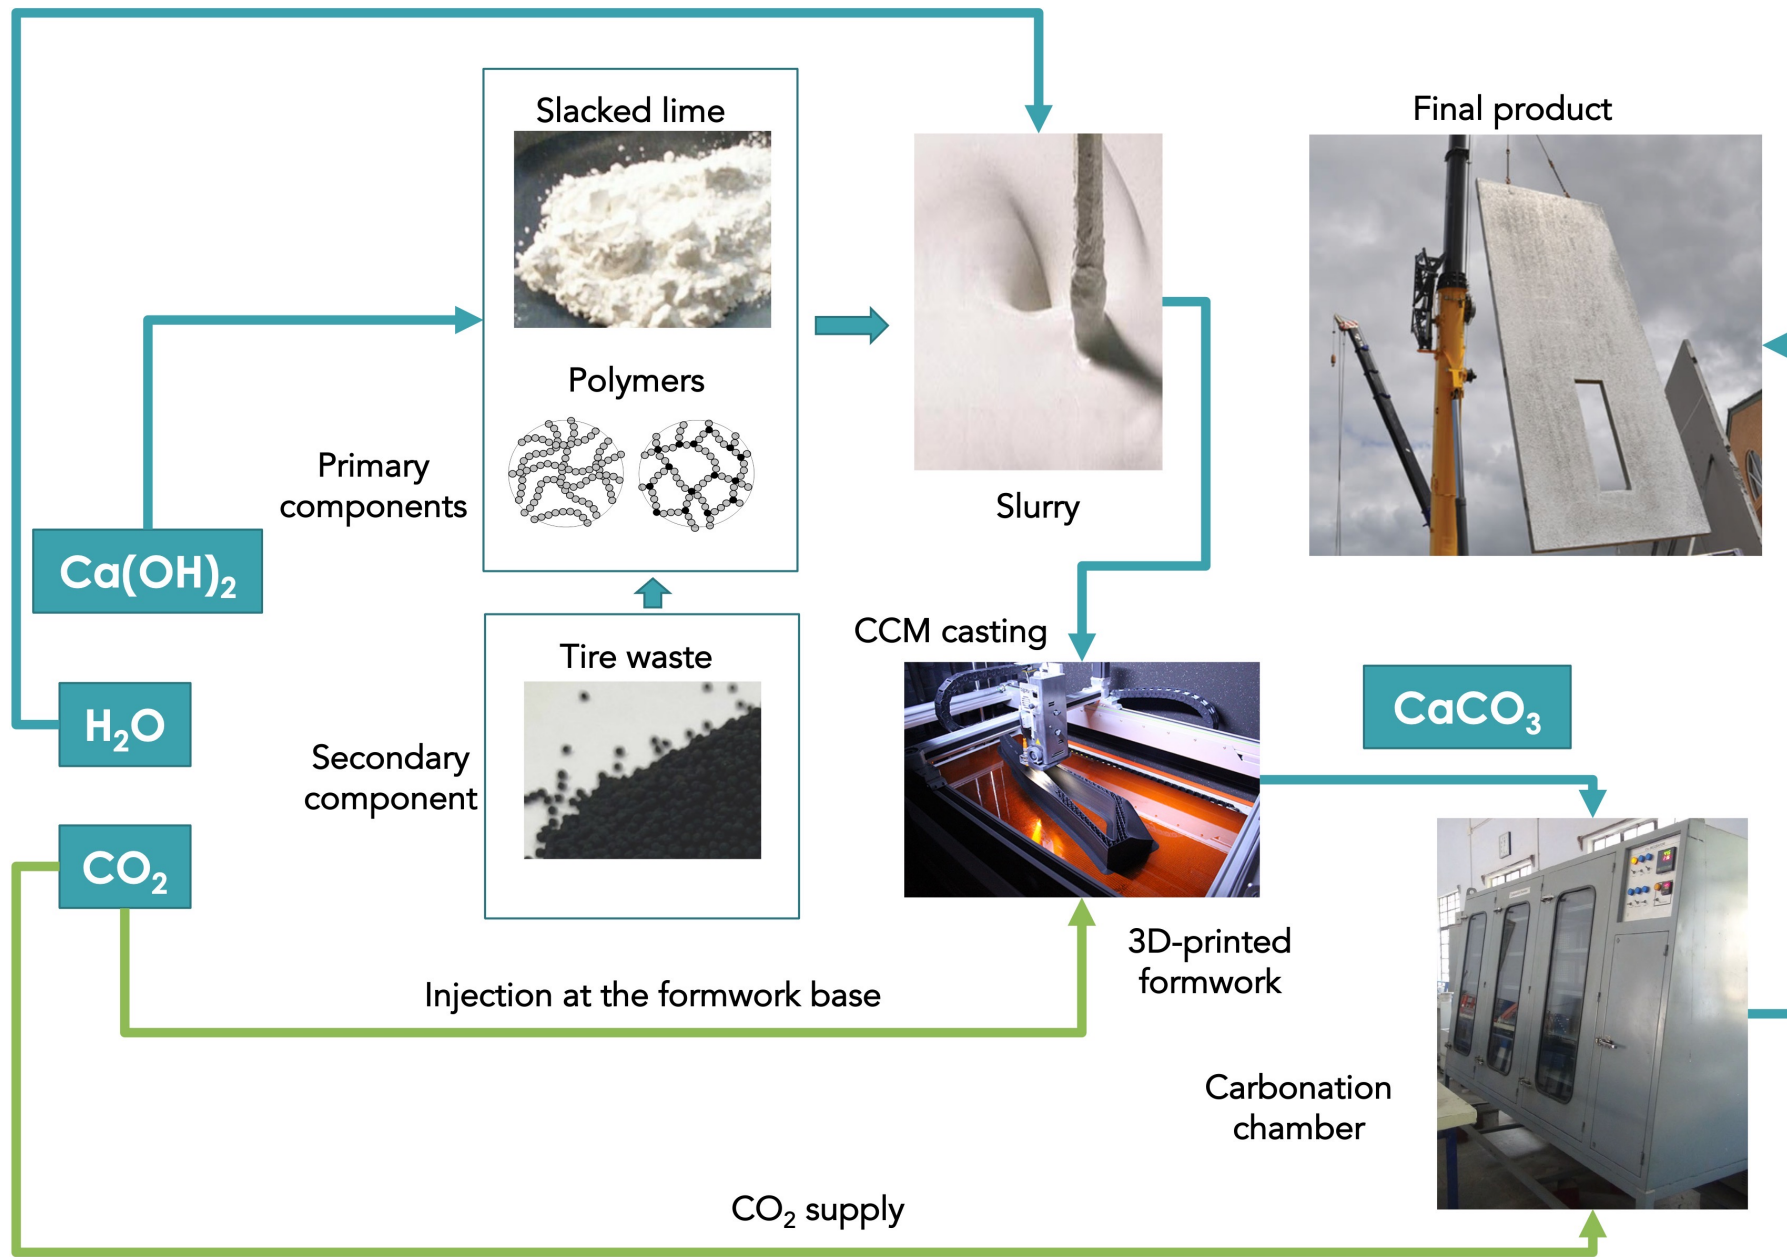 Slacked lime
Final product
Polymers
Primary
components
Slurry
Ca(OH)₂
CCM casting
Tire waste
H₂O
CaCO₃
Secondary
component
CO₂
3D-printed
formwork
Injection at the formwork base
Carbonation
chamber
CO₂ supply